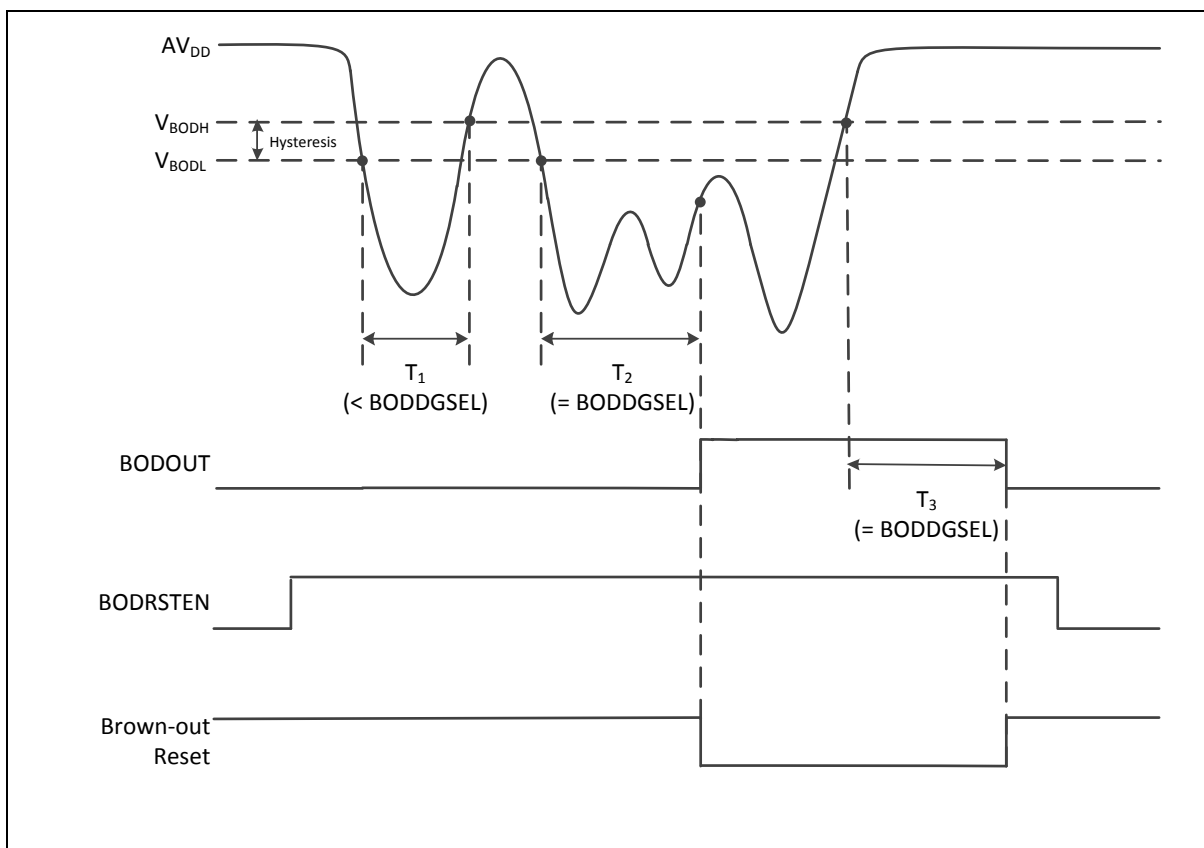 AVDD
VBODH
Hysteresis
VBODL
T1
(< BODDGSEL)
T2
(= BODDGSEL)
BODOUT
T3
(= BODDGSEL)
BODRSTEN
Brown-out
Reset